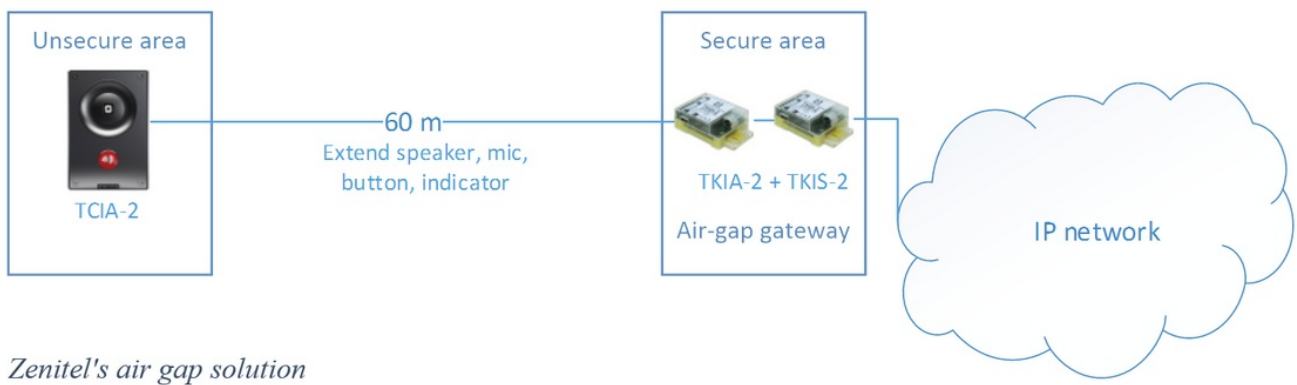 Unsecure area
TCIA-2
60 m
Extend speaker, mic,
button, indicator
Secure area
TKIA-2 + TKIS-2
Air-gap gateway
IP network
Zenitel's air gap solution